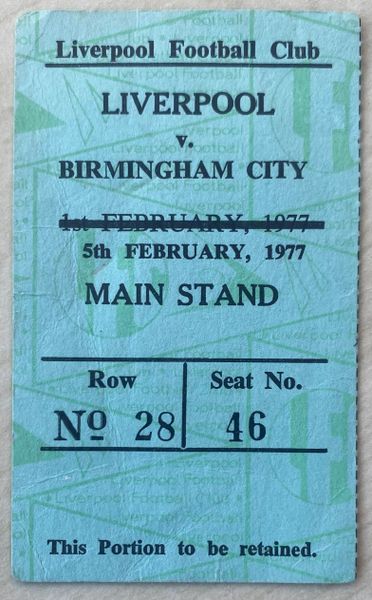 Liverpool Football Club
LIVERPOOL
v.
BIRMINGHAM CITY
1st FEBRUARY, 1977
5th FEBRUARY, 1977
MAIN STAND
Row
Seat No.
Nº 28
46
This Portion to be retained.